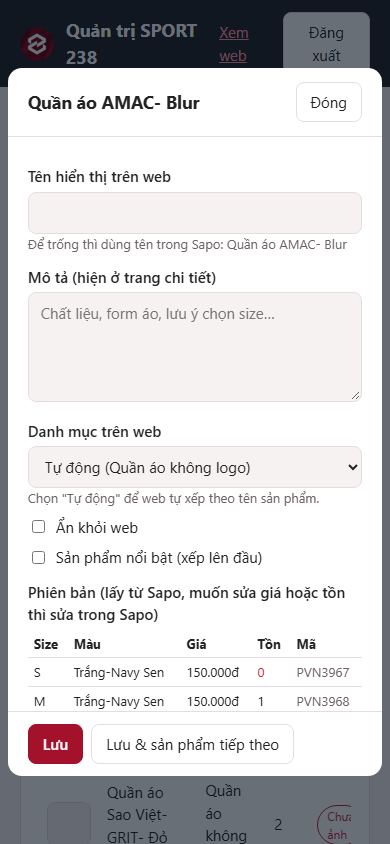 Quản trị SPORT
238
Xem
web
Đăng
xuất
Quần áo AMAC- Blur
Đóng
Tên hiển thị trên web
Để trống thì dùng tên trong Sapo: Quần áo AMAC- Blur
Mô tả (hiện ở trang chi tiết)
Chất liệu, form áo, lưu ý chọn size...
Danh mục trên web
Tự động (Quần áo không logo)
Chọn "Tự động" để web tự xếp theo tên sản phẩm.
Ẩn khỏi web
Sản phẩm nổi bật (xếp lên đầu)
Phiên bản (lấy từ Sapo, muốn sửa giá hoặc tồn
thì sửa trong Sapo)
Size Màu Giá Tồn Mã
S Trắng-Navy Sen 150.000đ 0 PVN3967
M Trắng-Navy Sen 150.000đ 1 PVN3968
Lưu
Lưu & sản phẩm tiếp theo
Quần áo
Sao Việt-
GRIT- Đỏ
Quần
áo
không
2
Chưa
ảnh